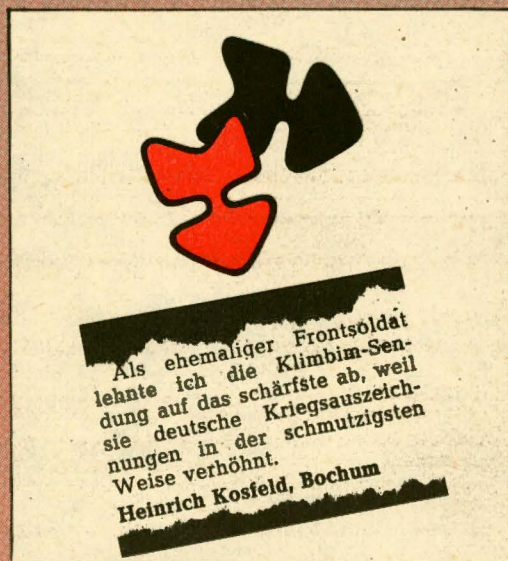 Als ehemaliger Frontsoldat
lehnte ich die Klimbim-Sen-
dung auf das schärfste ab, weil
sie deutsche Kriegsauszeich-
nungen in der schmutzigsten
Weise verhöhnt.
Heinrich Kosfeld, Bochum